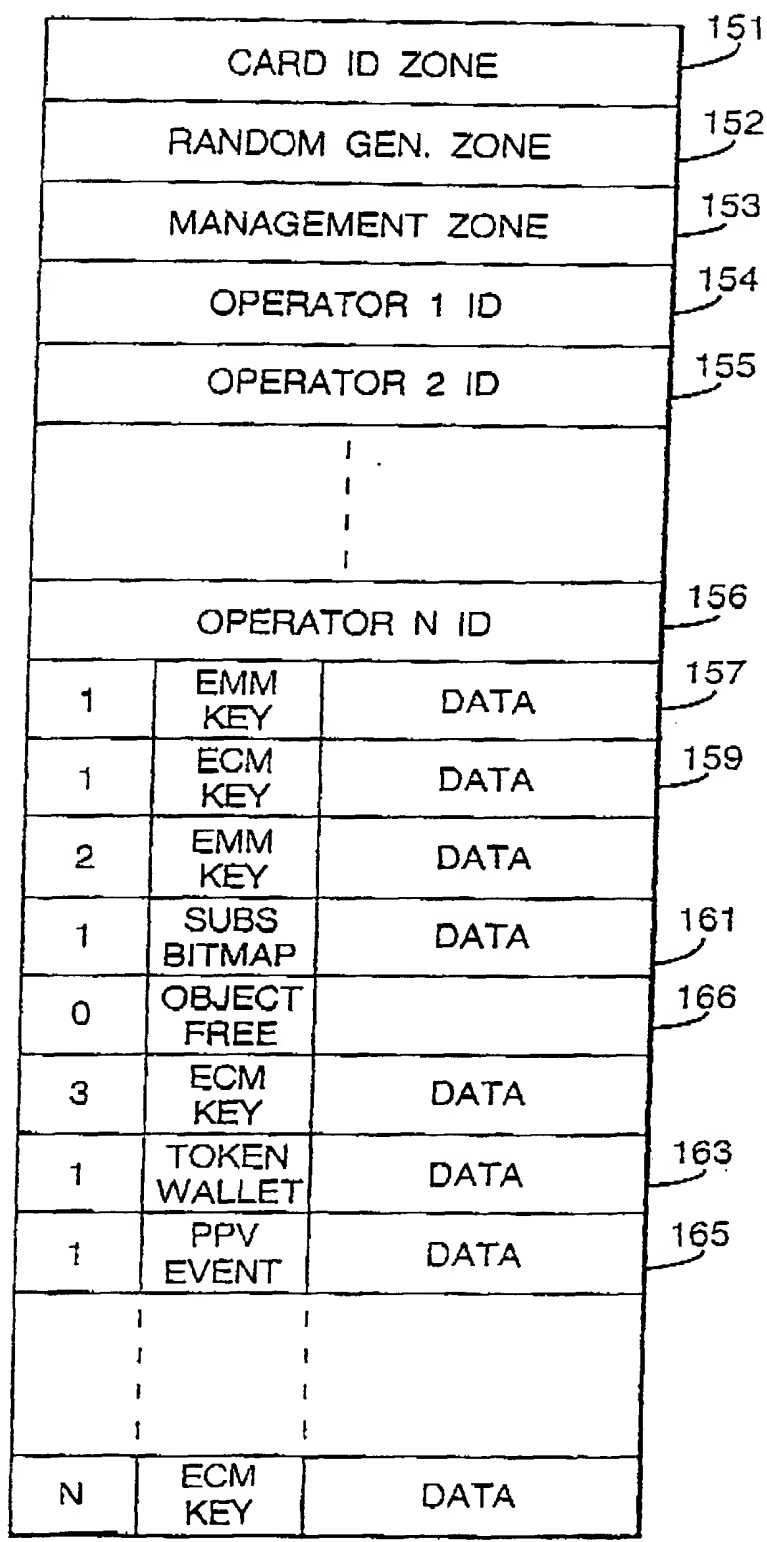 CARD ID ZONE 151
RANDOM GEN. ZONE 152
MANAGEMENT ZONE 153
OPERATOR 1 ID 154
OPERATOR 2 ID 155
OPERATOR N ID 156
1 EMM KEY DATA 157
1 ECM KEY DATA 159
2 EMM KEY DATA
1 SUBS BITMAP DATA 161
0 OBJECT FREE 166
3 ECM KEY DATA
1 TOKEN WALLET DATA 163
1 PPV EVENT DATA 165
N ECM KEY DATA